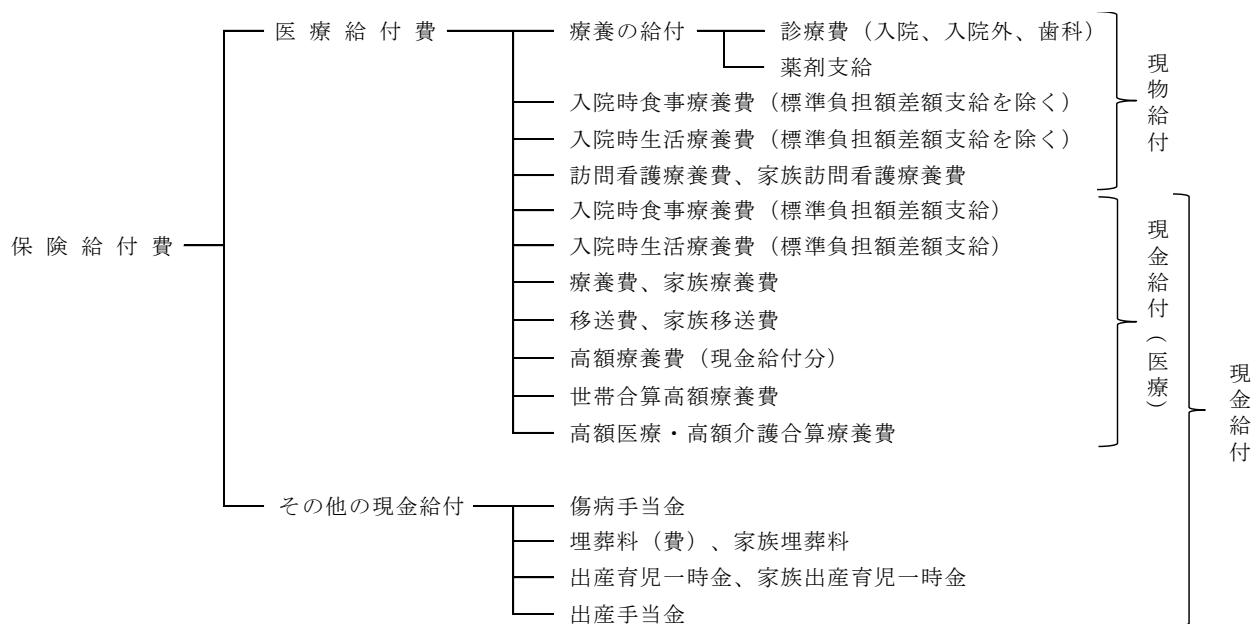 医療給付費
療養の給付
診療費（入院、入院外、歯科）
薬剤支給
入院時食事療養費（標準負担額差額支給を除く）
入院時生活療養費（標準負担額差額支給を除く）
訪問看護療養費、家族訪問看護療養費
現物給付
保険給付費
入院時食事療養費（標準負担額差額支給）
入院時生活療養費（標準負担額差額支給）
療養費、家族療養費
移送費、家族移送費
高額療養費（現金給付分）
世帯合算高額療養費
高額医療・高額介護合算療養費
現金給付（医療）
現金給付
その他の現金給付
傷病手当金
埋葬料（費）、家族埋葬料
出産育児一時金、家族出産育児一時金
出産手当金